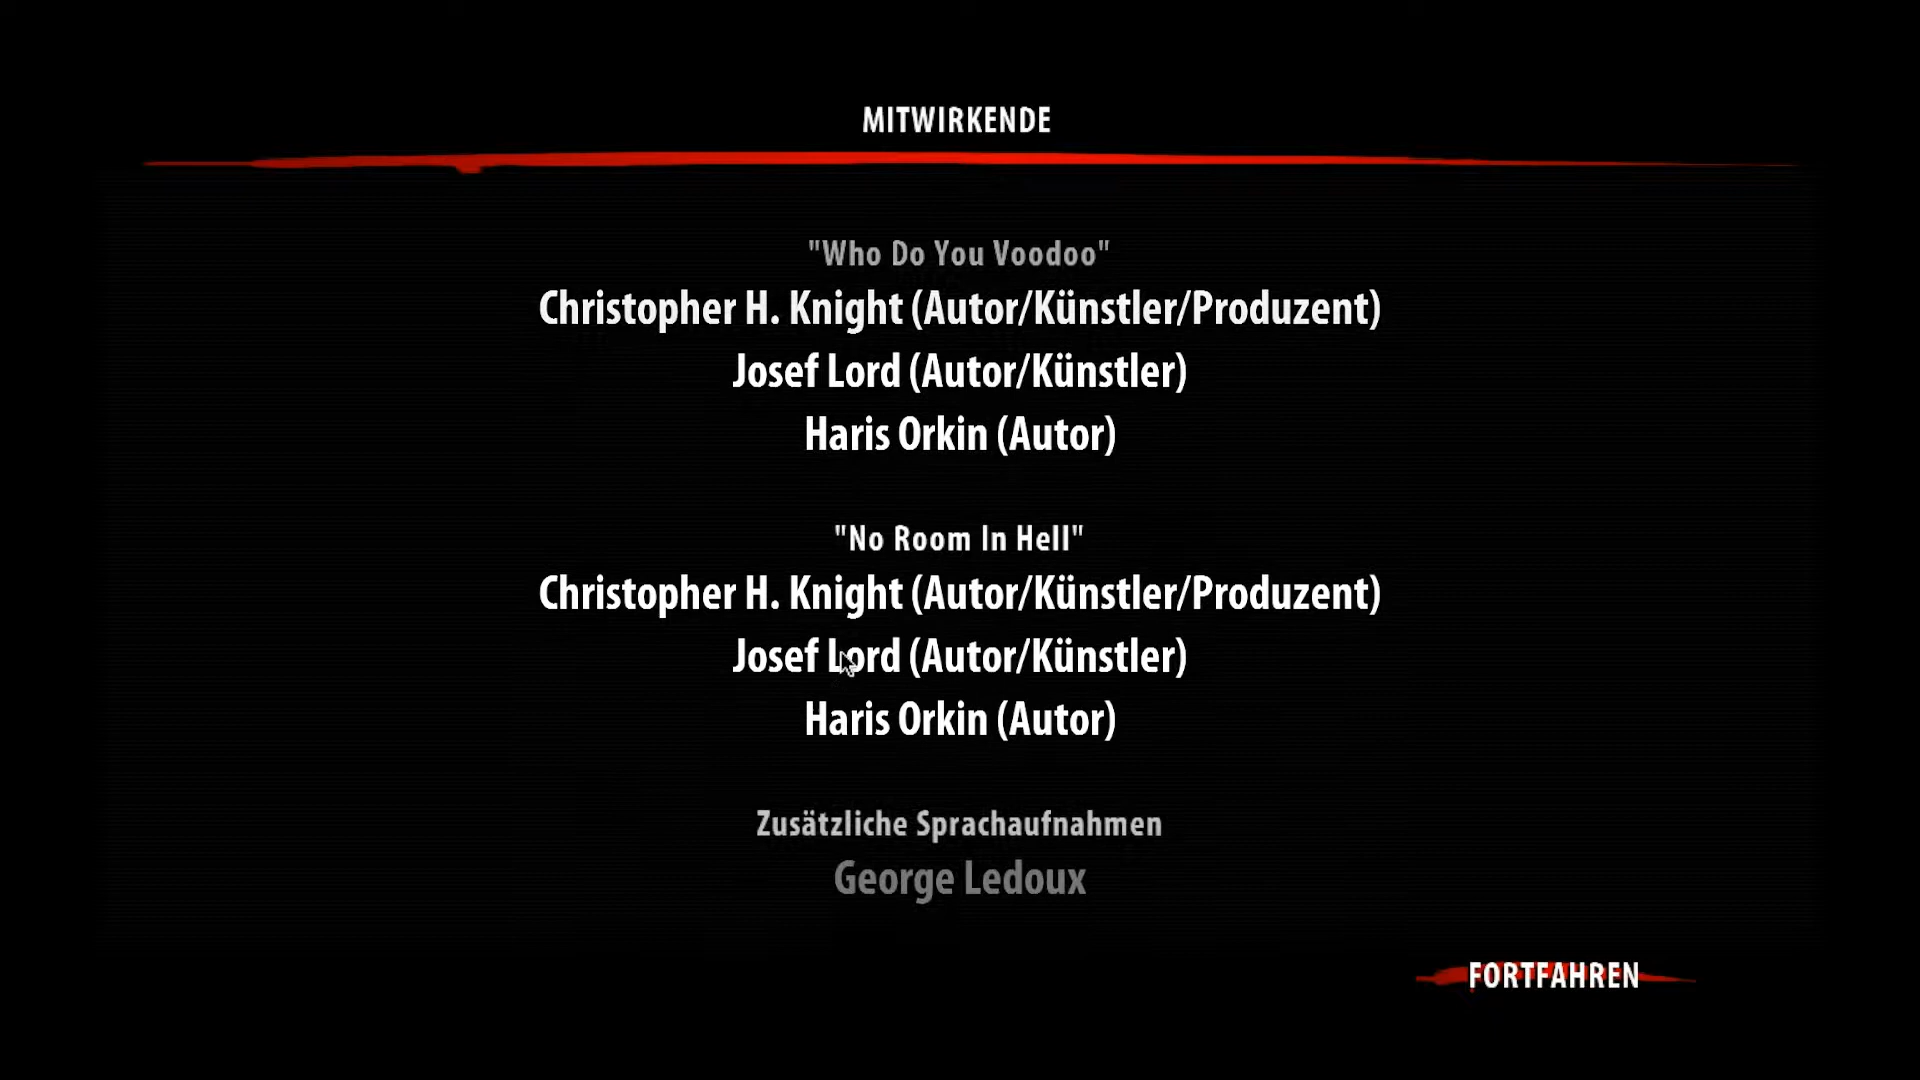 MITWIRKENDE
"Who Do You Voodoo"
Christopher H. Knight (Autor/Künstler/Produzent)
Josef Lord (Autor/Künstler)
Haris Orkin (Autor)
"No Room In Hell"
Christopher H. Knight (Autor/Künstler/Produzent)
Josef Lord (Autor/Künstler)
Haris Orkin (Autor)
Zusätzliche Sprachaufnahmen
George Ledoux
FORTFAHREN